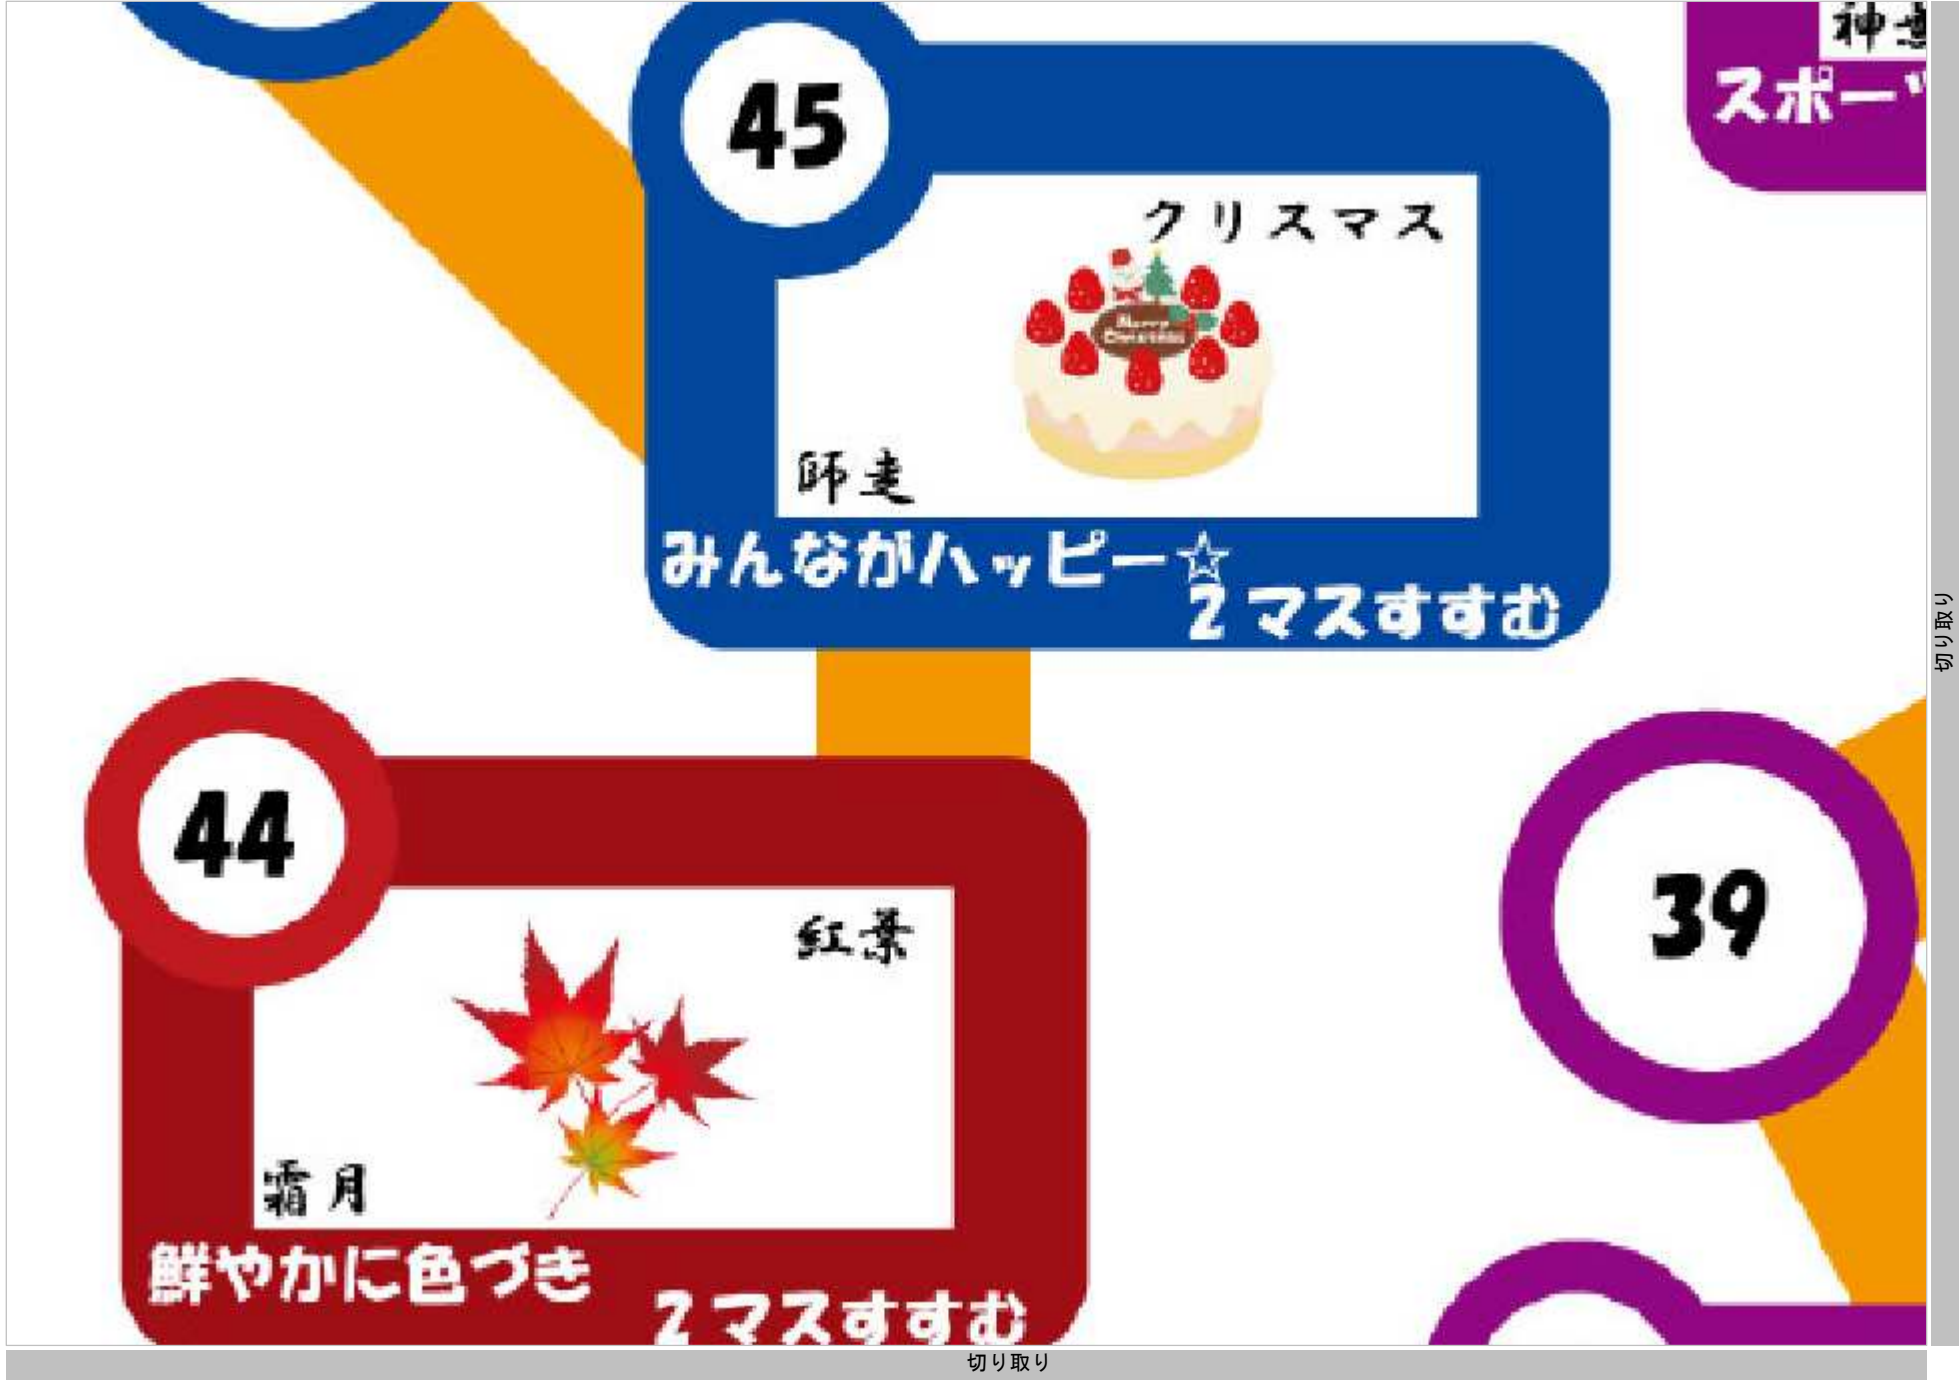 神
スポーツ
45
クリスマス
師走
みんながハッピー☆
2マスすすむ
44
紅葉
霜月
鮮やかに色づき
2マスすすむ
39
切り取り
切り取り